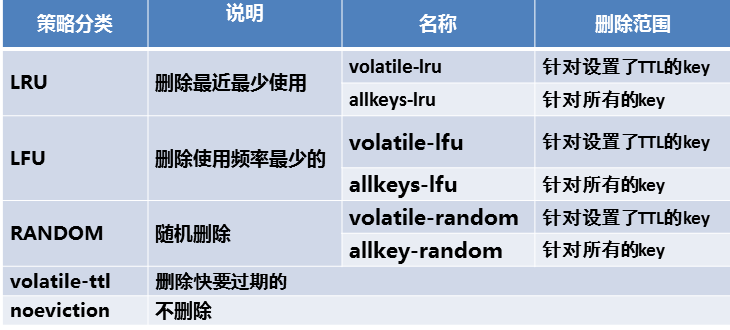 策略分类 说明 名称 删除范围
LRU 删除最近最少使用 volatile-lru 针对设置了TTL的key
allkeys-lru 针对所有的key
LFU 删除使用频率最少的 volatile-lfu 针对设置了TTL的key
allkeys-lfu 针对所有的key
RANDOM 随机删除 volatile-random 针对设置了TTL的key
allkey-random 针对所有的key
volatile-ttl 删除快要过期的
noeviction 不删除